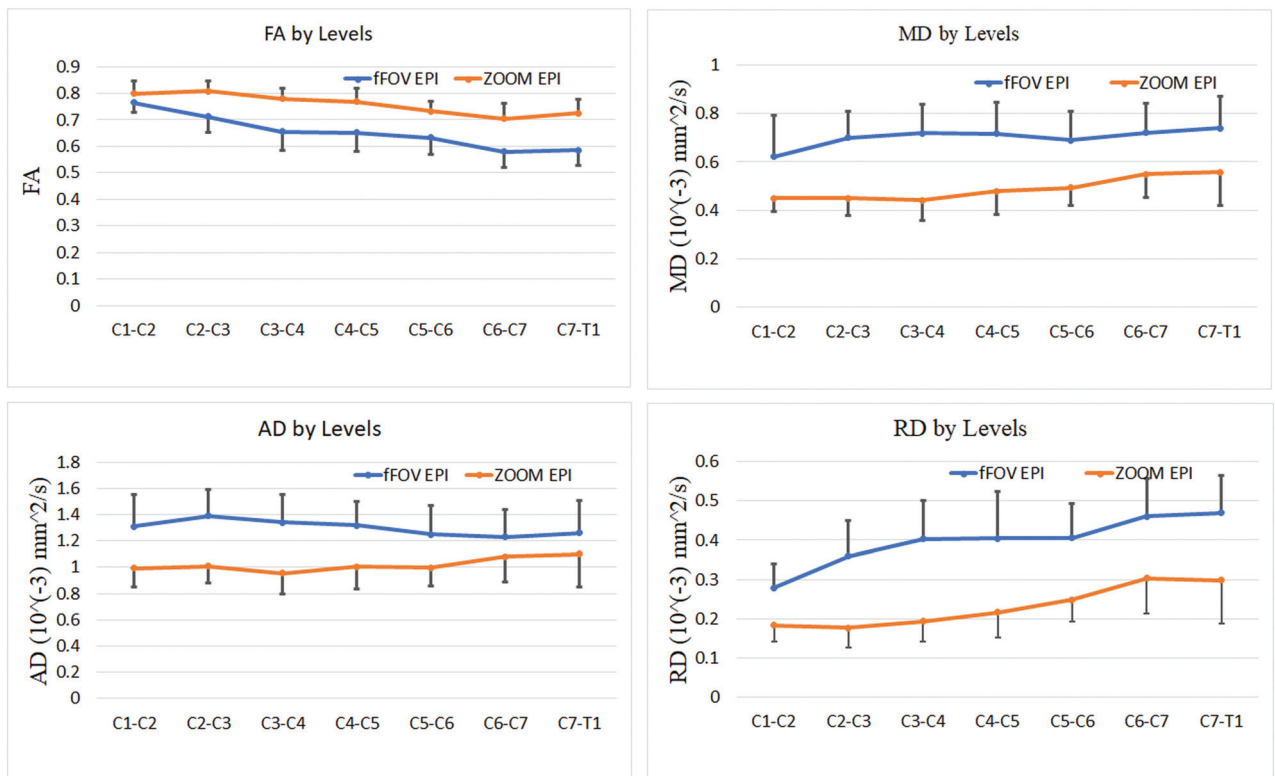 FA by Levels
fFOV EPI ZOOM EPI
FA
0.9
0.8
0.7
0.6
0.5
0.4
0.3
0.2
0.1
0
C1-C2 C2-C3 C3-C4 C4-C5 C5-C6 C6-C7 C7-T1
MD by Levels
fFOV EPI ZOOM EPI
MD (10^(-3) mm^2/s)
1
0.8
0.6
0.4
0.2
0
C1-C2 C2-C3 C3-C4 C4-C5 C5-C6 C6-C7 C7-T1
AD by Levels
fFOV EPI ZOOM EPI
AD (10^(-3) mm^2/s)
1.8
1.6
1.4
1.2
1
0.8
0.6
0.4
0.2
0
C1-C2 C2-C3 C3-C4 C4-C5 C5-C6 C6-C7 C7-T1
RD by Levels
fFOV EPI ZOOM EPI
RD (10^(-3) mm^2/s)
0.6
0.5
0.4
0.3
0.2
0.1
0
C1-C2 C2-C3 C3-C4 C4-C5 C5-C6 C6-C7 C7-T1